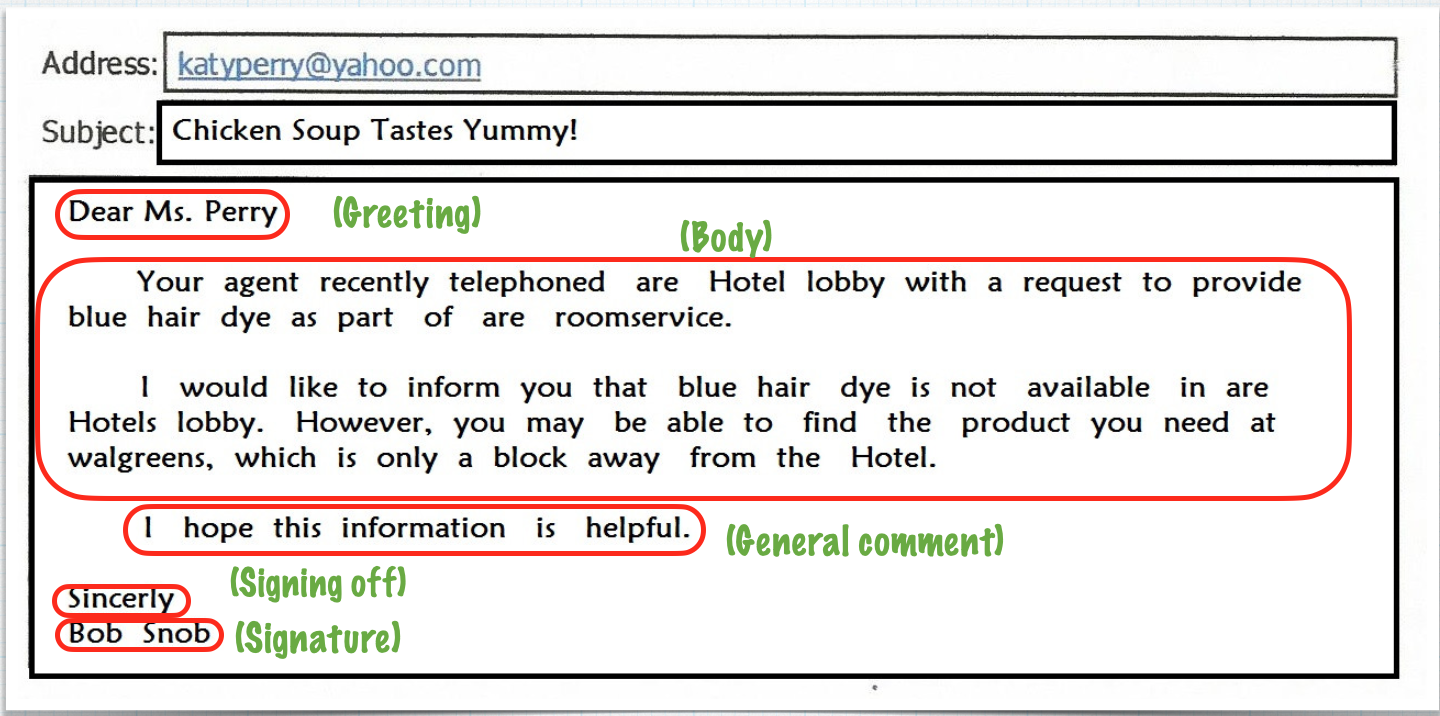 Address: katyperry@yahoo.com
Subject: Chicken Soup Tastes Yummy!
Dear Ms. Perry (Greeting)
(Body)
Your agent recently telephoned are Hotel lobby with a request to provide
blue hair dye as part of are roomservice.
I would like to inform you that blue hair dye is not available in are
Hotels lobby. However, you may be able to find the product you need at
walgreens, which is only a block away from the Hotel.
I hope this information is helpful. (General comment)
(Signing off)
Sincerly
Bob Snob (Signature)